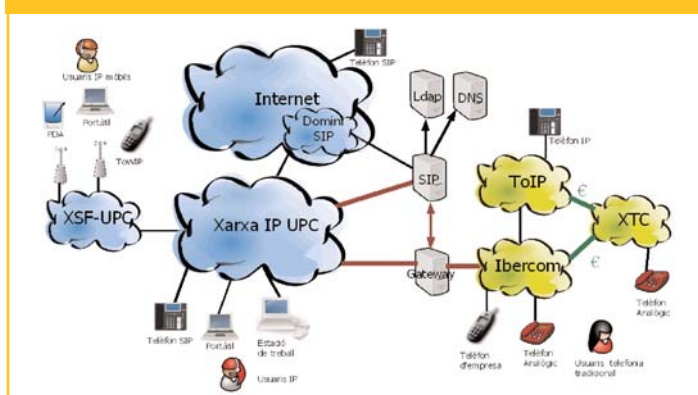 Telèfon SIP
Usuaris IP mòbils
Internet
Ldap
DNS
Portàtil
PDA
Domini
SIP
TovIP
Telèfon IP
SIP
ToIP
€
XSF-UPC
Xarxa IP UPC
XTC
Gateway
Ibercom
€
Telèfon
Analògic
Telèfon SIP
Portàtil
Estació
de treball
Usuaris IP
Telèfon
d'empresa
Telèfon
Analògic
Usuaris telefonia
tradicional